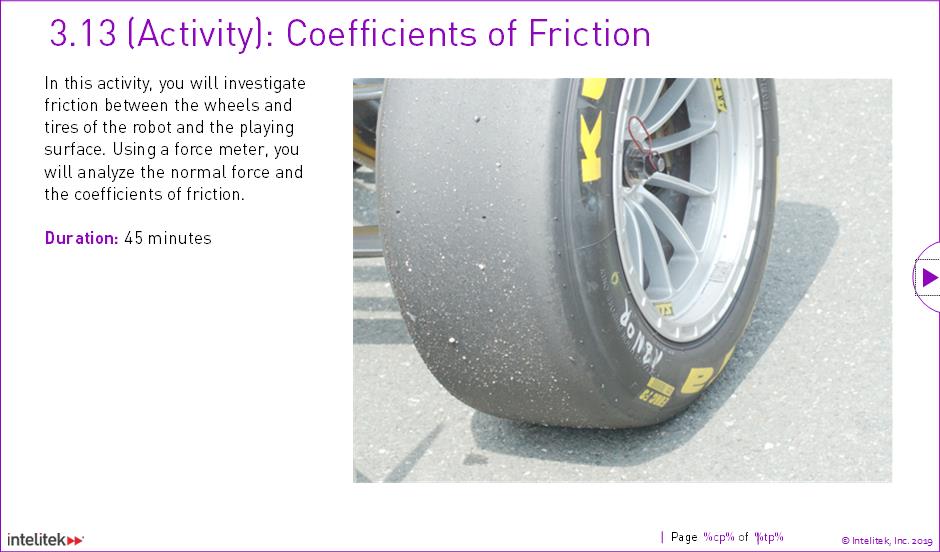 3.13 (Activity): Coefficients of Friction
In this activity, you will investigate
friction between the wheels and
tires of the robot and the playing
surface. Using a force meter, you
will analyze the normal force and
the coefficients of friction.
Duration: 45 minutes
intelitek
| Page %cp% of %tp%
© Intelitek, Inc. 2019